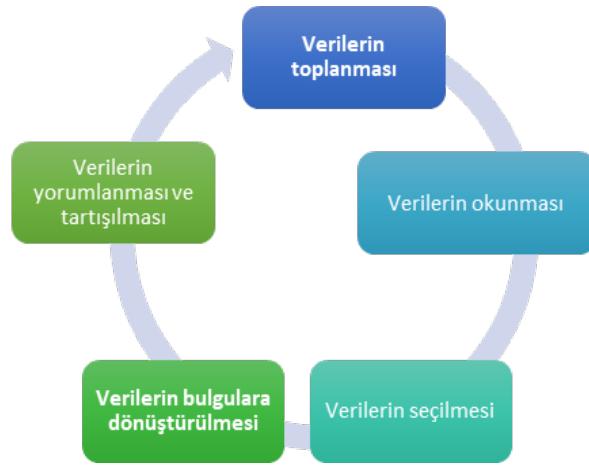 Verilerin
toplanması
Verilerin okunması
Verilerin seçilmesi
Verilerin bulgulara
dönüştürülmesi
Verilerin
yorumlanması ve
tartışılması